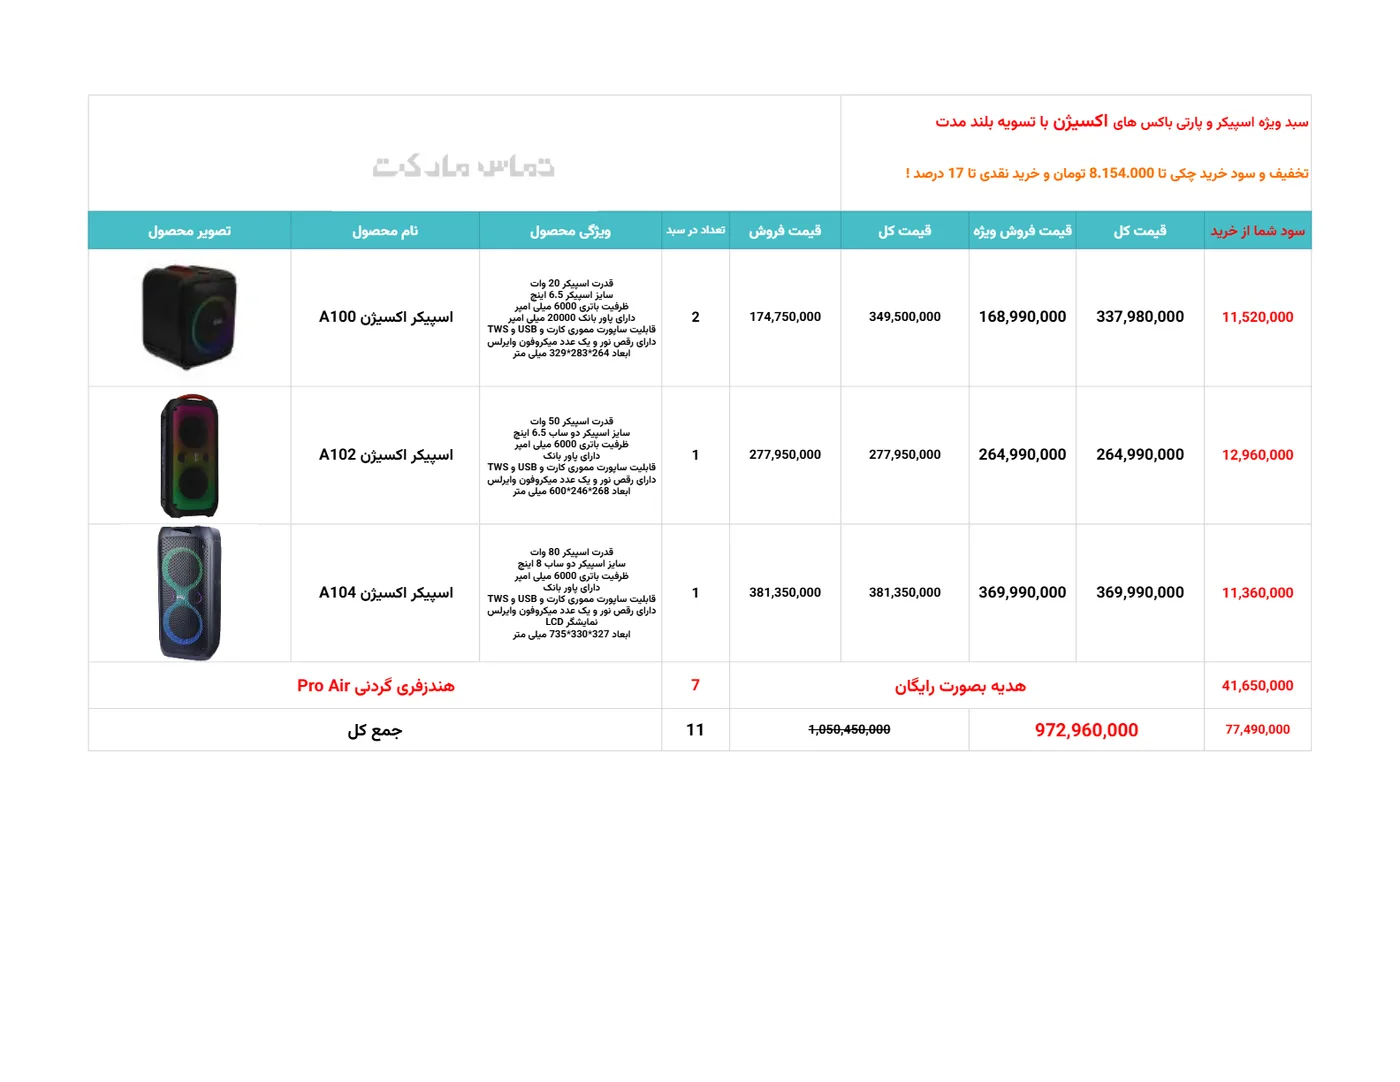 سبد ویژه اسپیکر و پارتی باکس های اکسیژن با تسویه بلند مدت
تخفیف و سود خرید چکی تا 8.154.000 تومان و خرید نقدی تا 17 درصد !
تماس مارکت
سود شما از خرید
قیمت کل
قیمت فروش ویژه
قیمت کل
قیمت فروش
تعداد در سبد
ویژگی محصول
نام محصول
تصویر محصول
11,520,000
337,980,000
168,990,000
349,500,000
174,750,000
2
قدرت اسپیکر 20 وات
سایز اسپیکر 6.5 اینچ
ظرفیت باتری 6000 میلی امپر
دارای پاور بانک 20000 میلی امپر
قابلیت ساپورت مموری کارت و USB و TWS
دارای رقص نور و یک عدد میکروفون وایرلس
ابعاد 264*283*329 میلی متر
اسپیکر اکسیژن A100
12,960,000
264,990,000
264,990,000
277,950,000
277,950,000
1
قدرت اسپیکر 50 وات
سایز اسپیکر دو ساب 6.5 اینچ
ظرفیت باتری 6000 میلی امپر
دارای پاور بانک
قابلیت ساپورت مموری کارت و USB و TWS
دارای رقص نور و یک عدد میکروفون وایرلس
ابعاد 268*246*600 میلی متر
اسپیکر اکسیژن A102
11,360,000
369,990,000
369,990,000
381,350,000
381,350,000
1
قدرت اسپیکر 80 وات
سایز اسپیکر دو ساب 8 اینچ
ظرفیت باتری 6000 میلی امپر
دارای پاور بانک
قابلیت ساپورت مموری کارت و USB و TWS
دارای رقص نور و یک عدد میکروفون وایرلس
نمایشگر LCD
ابعاد 327*330*735 میلی متر
اسپیکر اکسیژن A104
41,650,000
هدیه بصورت رایگان
7
هندزفری گردنی Pro Air
77,490,000
972,960,000
1,050,450,000
11
جمع کل